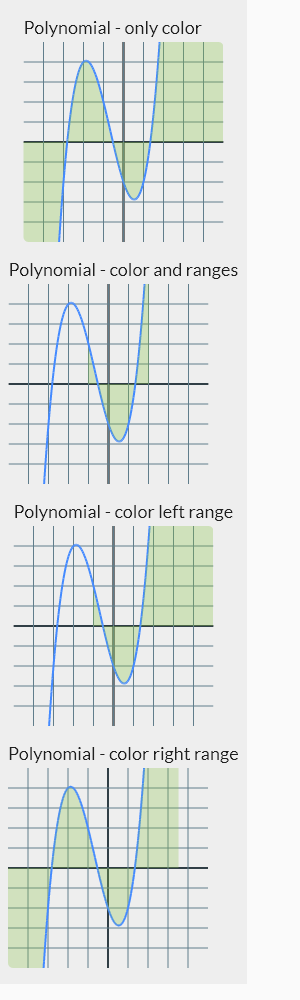 Polynomial - only color
Polynomial - color and ranges
Polynomial - color left range
Polynomial - color right range